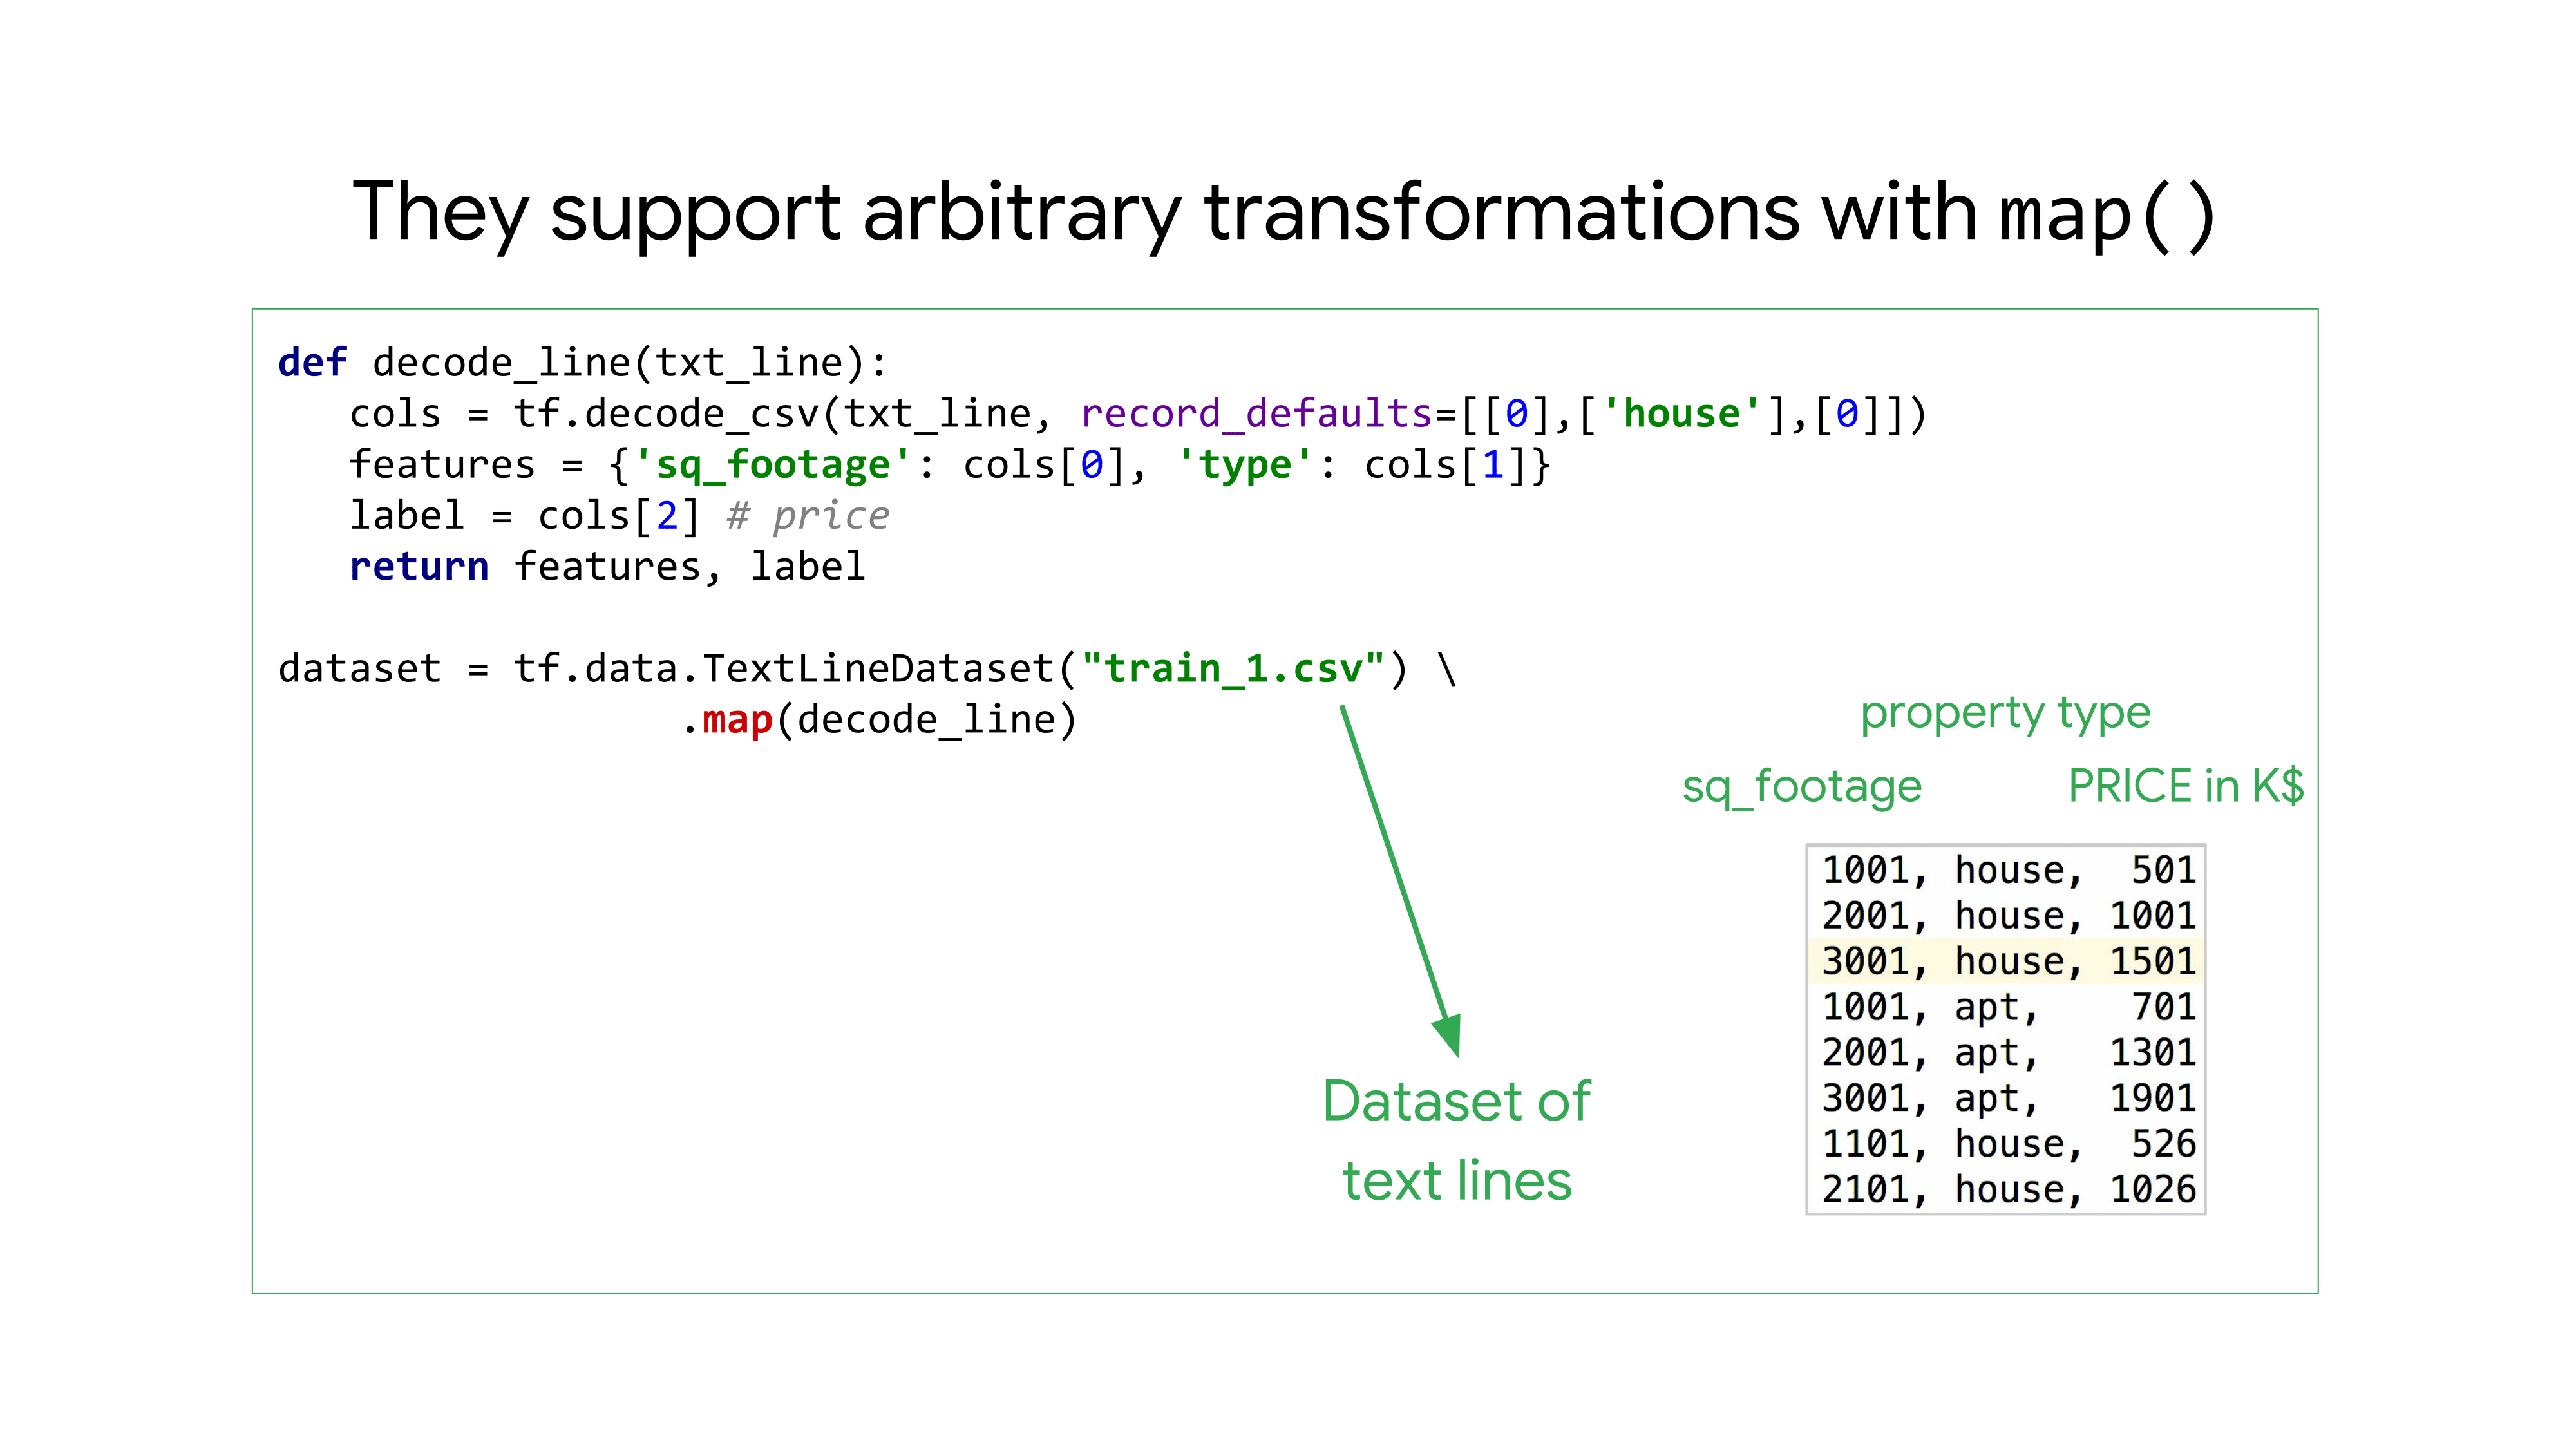 They support arbitrary transformations with map()
def decode_line(txt_line):
   cols = tf.decode_csv(txt_line, record_defaults=[[0],['house'],[0]])
   features = {'sq_footage': cols[0], 'type': cols[1]}
   label = cols[2] # price
   return features, label
dataset = tf.data.TextLineDataset("train_1.csv") \
                 .map(decode_line)
property type
sq_footage PRICE in K$
1001, house,  501
2001, house, 1001
3001, house, 1501
1001, apt,    701
2001, apt,   1301
3001, apt,   1901
1101, house,  526
2101, house, 1026
Dataset of
text lines